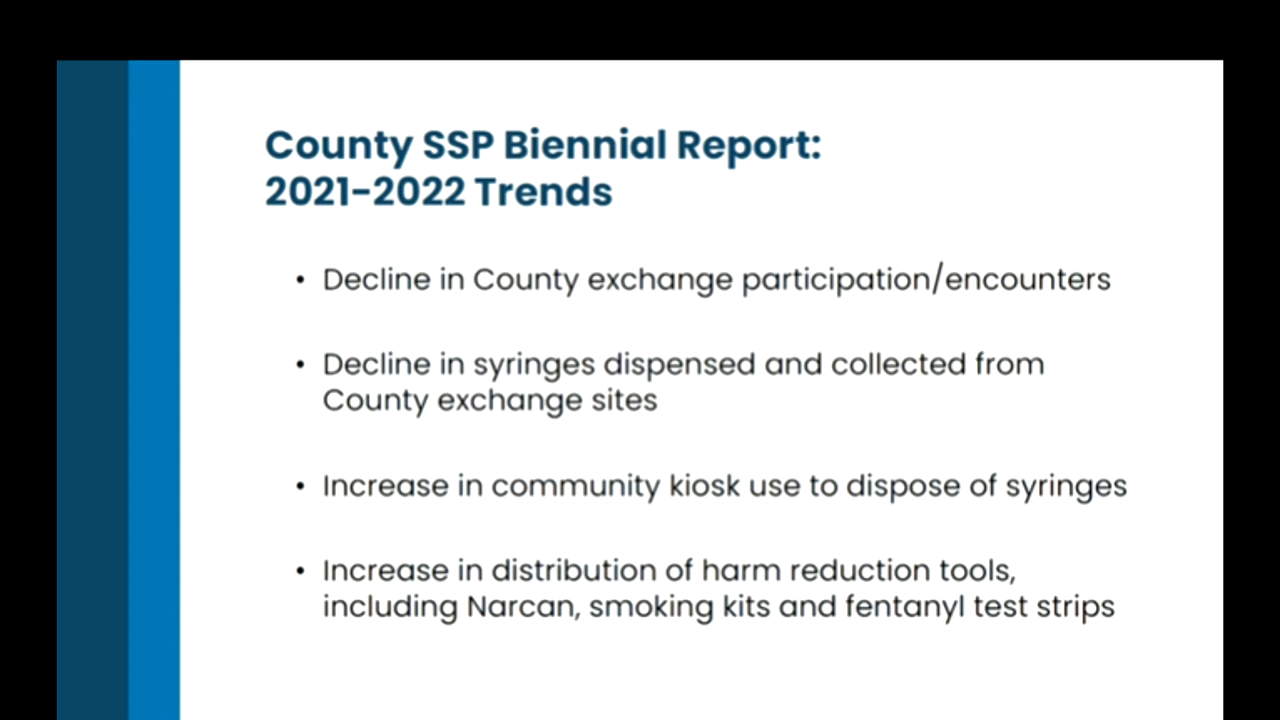 County SSP Biennial Report:
2021-2022 Trends
• Decline in County exchange participation/encounters
• Decline in syringes dispensed and collected from
County exchange sites
• Increase in community kiosk use to dispose of syringes
• Increase in distribution of harm reduction tools,
including Narcan, smoking kits and fentanyl test strips